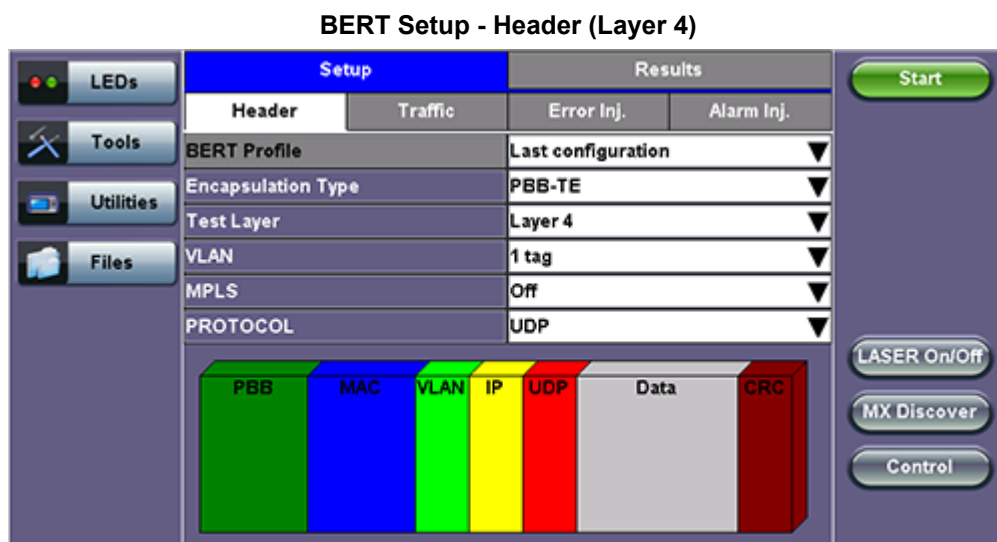 BERT Setup - Header (Layer 4)
LEDs
Setup
Results
Start
Header
Traffic
Error Inj.
Alarm Inj.
Tools
BERT Profile
Last configuration
Encapsulation Type
PBB-TE
Utilities
Test Layer
Layer 4
Files
VLAN
1 tag
MPLS
Off
PROTOCOL
UDP
LASER On/Off
PBB
MAC
VLAN
IP
UDP
Data
CRC
MX Discover
Control